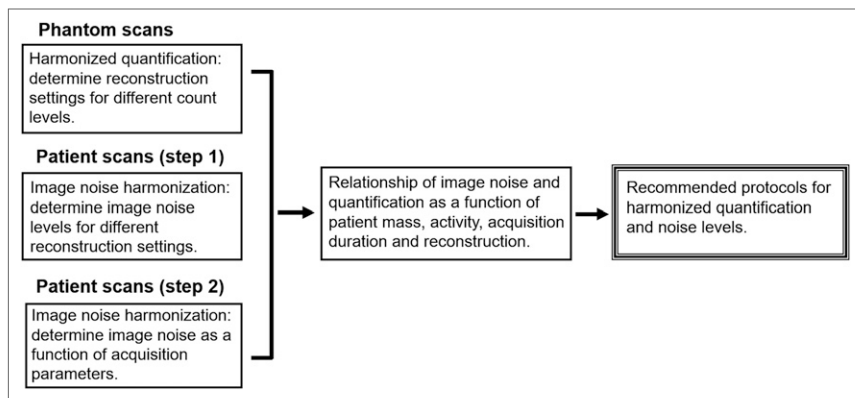 Phantom scans
Harmonized quantification:
determine reconstruction
settings for different count
levels.
Patient scans (step 1)
Image noise harmonization:
determine image noise
levels for different
reconstruction settings.
Patient scans (step 2)
Image noise harmonization:
determine image noise as a
function of acquisition
parameters.
Relationship of image noise and
quantification as a function of
patient mass, activity, acquisition
duration and reconstruction.
Recommended protocols for
harmonized quantification
and noise levels.